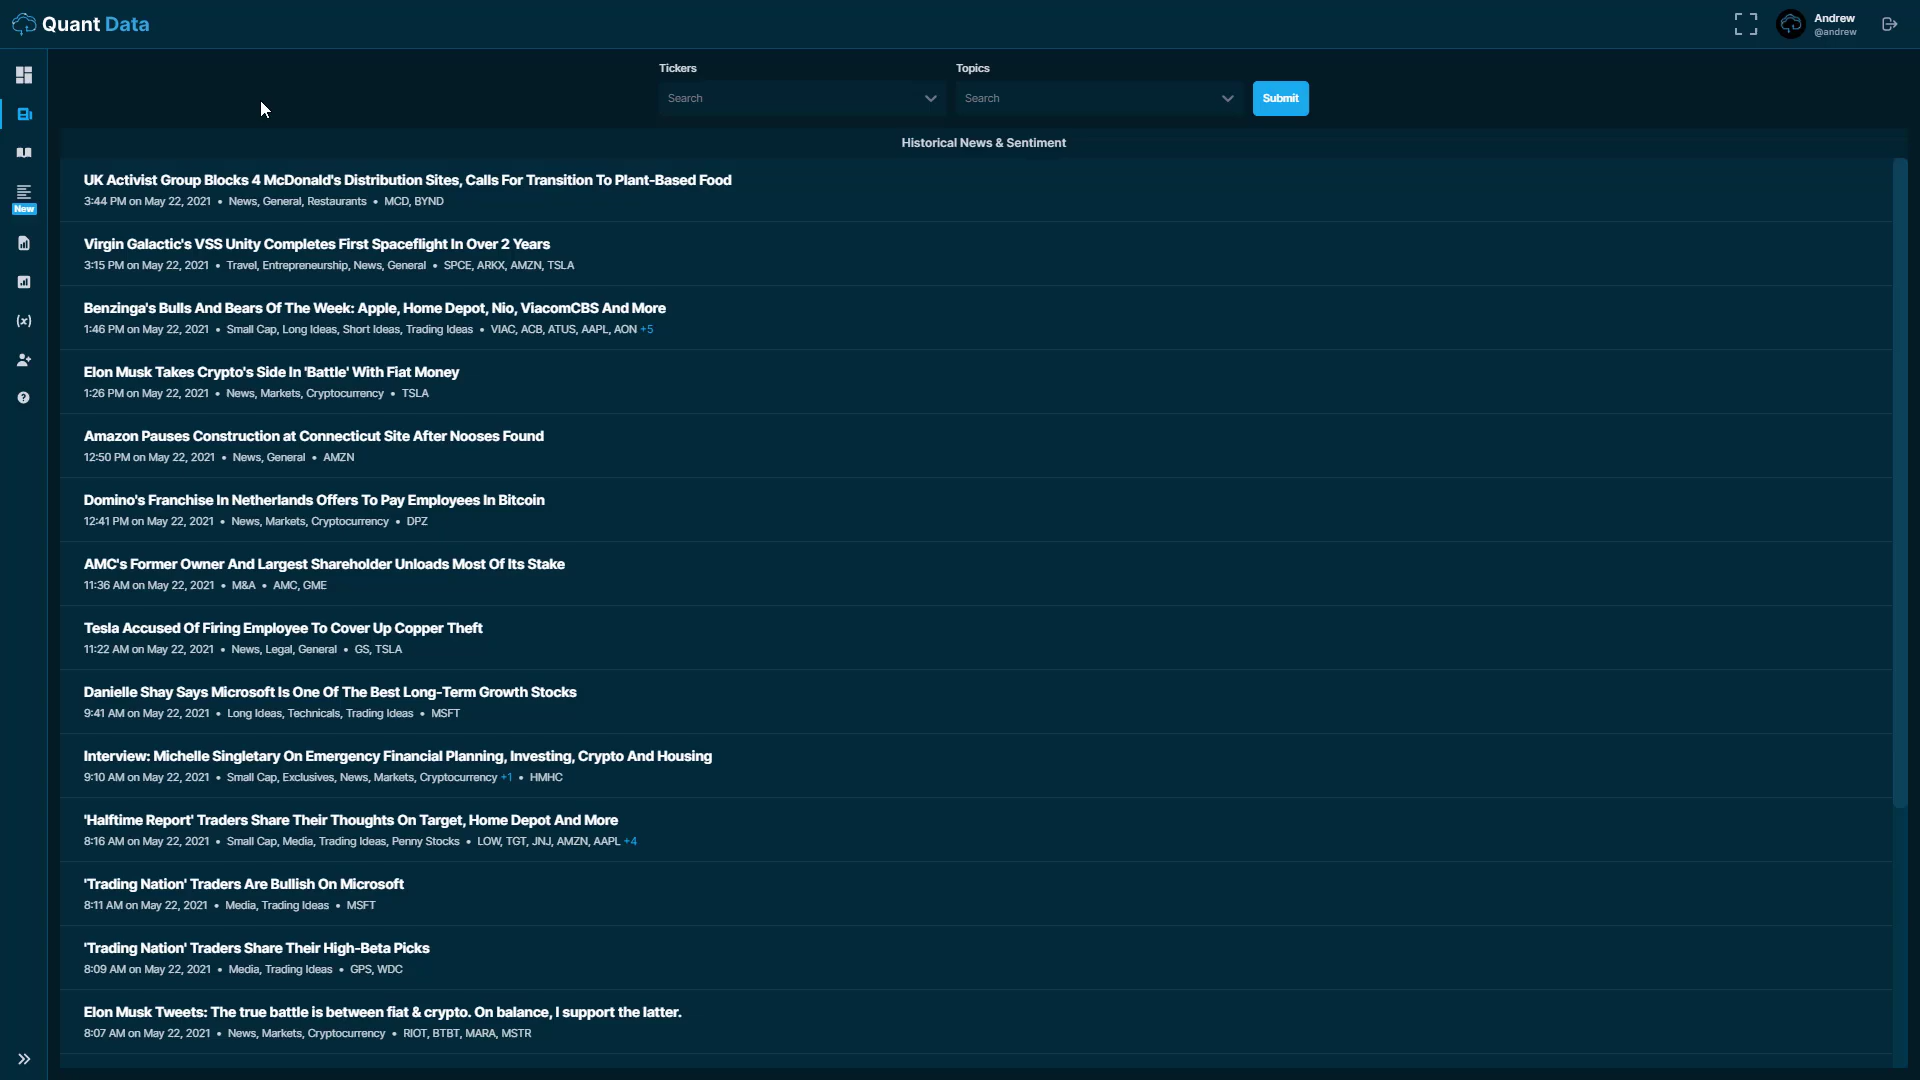 Quant Data
Andrew
@andrew
Tickers
Topics
Search
Search
Submit
New
Historical News & Sentiment
UK Activist Group Blocks 4 McDonald's Distribution Sites, Calls For Transition To Plant-Based Food
3:44 PM on May 22, 2021 • News, General, Restaurants • MCD, BYND
Virgin Galactic's VSS Unity Completes First Spaceflight In Over 2 Years
3:15 PM on May 22, 2021 • Travel, Entrepreneurship, News, General • SPCE, ARKX, AMZN, TSLA
Benzinga's Bulls And Bears Of The Week: Apple, Home Depot, Nio, ViacomCBS And More
1:46 PM on May 22, 2021 • Small Cap, Long Ideas, Short Ideas, Trading Ideas • VIAC, ACB, ATUS, AAPL, AON +5
Elon Musk Takes Crypto's Side In 'Battle' With Fiat Money
1:26 PM on May 22, 2021 • News, Markets, Cryptocurrency • TSLA
Amazon Pauses Construction at Connecticut Site After Nooses Found
12:50 PM on May 22, 2021 • News, General • AMZN
Domino's Franchise In Netherlands Offers To Pay Employees In Bitcoin
12:41 PM on May 22, 2021 • News, Markets, Cryptocurrency • DPZ
AMC's Former Owner And Largest Shareholder Unloads Most Of Its Stake
11:36 AM on May 22, 2021 • M&A • AMC, GME
Tesla Accused Of Firing Employee To Cover Up Copper Theft
11:22 AM on May 22, 2021 • News, Legal, General • GS, TSLA
Danielle Shay Says Microsoft Is One Of The Best Long-Term Growth Stocks
9:41 AM on May 22, 2021 • Long Ideas, Technicals, Trading Ideas • MSFT
Interview: Michelle Singletary On Emergency Financial Planning, Investing, Crypto And Housing
9:10 AM on May 22, 2021 • Small Cap, Exclusives, News, Markets, Cryptocurrency +1 • HMHC
'Halftime Report' Traders Share Their Thoughts On Target, Home Depot And More
8:16 AM on May 22, 2021 • Small Cap, Media, Trading Ideas, Penny Stocks • LOW, TGT, JNJ, AMZN, AAPL +4
'Trading Nation' Traders Are Bullish On Microsoft
8:11 AM on May 22, 2021 • Media, Trading Ideas • MSFT
'Trading Nation' Traders Share Their High-Beta Picks
8:09 AM on May 22, 2021 • Media, Trading Ideas • GPS, WDC
Elon Musk Tweets: The true battle is between fiat & crypto. On balance, I support the latter.
8:07 AM on May 22, 2021 • News, Markets, Cryptocurrency • RIOT, BTBT, MARA, MSTR